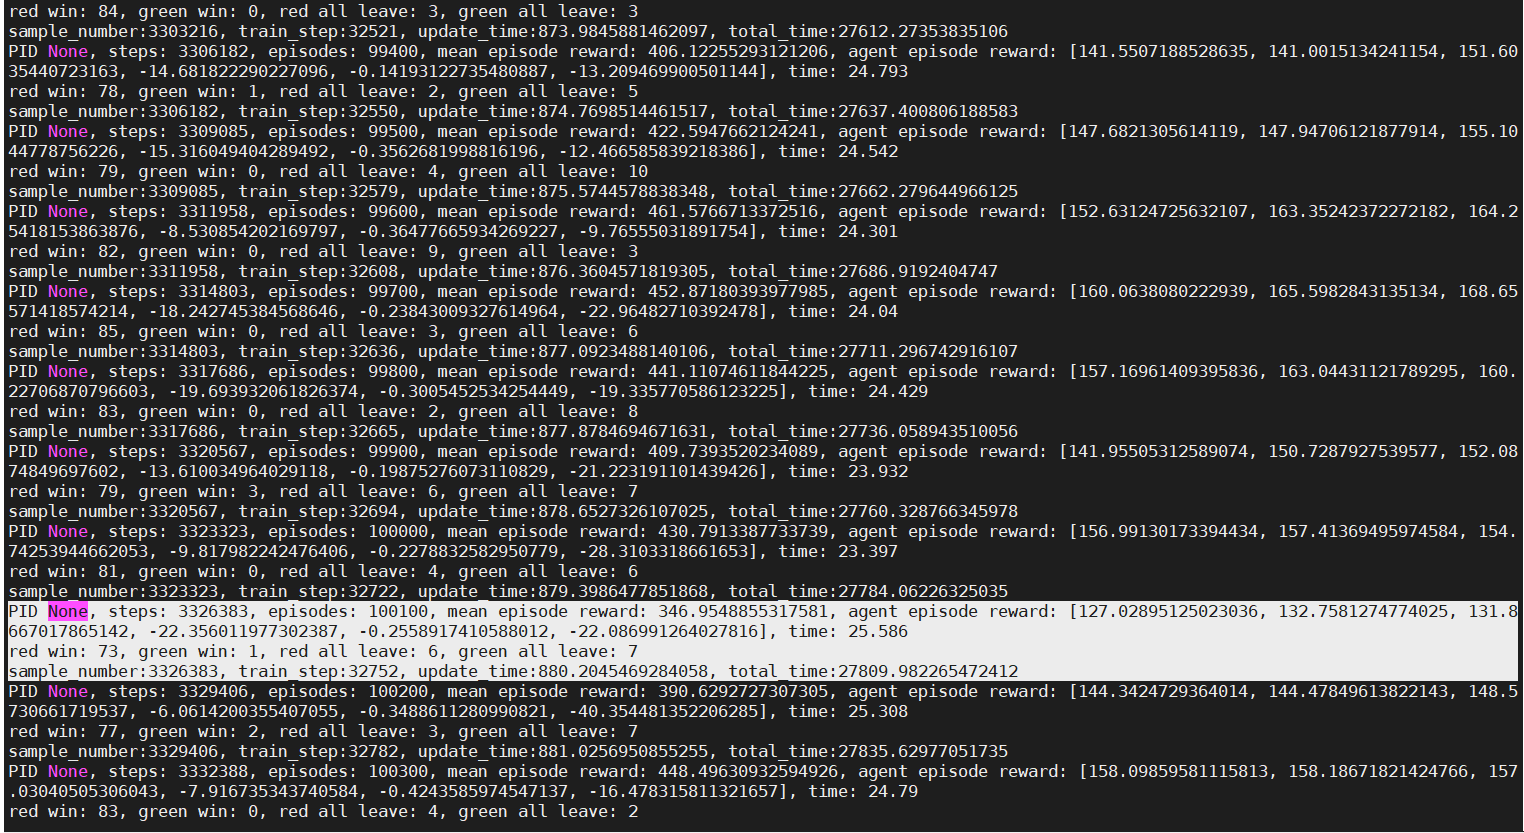 red win: 84, green win: 0, red all leave: 3, green all leave: 3
sample_number:3303216, train_step:32521, update_time:873.9845881462097, total_time:27612.27353835106
PID None, steps: 3306182, episodes: 99400, mean episode reward: 406.12255293121206, agent episode reward: [141.5507188528635, 141.0015134241154, 151.60
35440723163, -14.681822290227096, -0.14193122735480887, -13.209469900501144], time: 24.793
red win: 78, green win: 1, red all leave: 2, green all leave: 5
sample_number:3306182, train_step:32550, update_time:874.7698514461517, total_time:27637.400806188583
PID None, steps: 3309085, episodes: 99500, mean episode reward: 422.5947662124241, agent episode reward: [147.6821305614119, 147.94706121877914, 155.10
44778756226, -15.316049404289492, -0.3562681998816196, -12.466585839218386], time: 24.542
red win: 79, green win: 0, red all leave: 4, green all leave: 10
sample_number:3309085, train_step:32579, update_time:875.5744578838348, total_time:27662.279644966125
PID None, steps: 3311958, episodes: 99600, mean episode reward: 461.5766713372516, agent episode reward: [152.63124725632107, 163.35242372272182, 164.2
5418153863876, -8.530854202169797, -0.36477665934269227, -9.76555031891754], time: 24.301
red win: 82, green win: 0, red all leave: 9, green all leave: 3
sample_number:3311958, train_step:32608, update_time:876.3604571819305, total_time:27686.9192404747
PID None, steps: 3314803, episodes: 99700, mean episode reward: 452.87180393977985, agent episode reward: [160.0638080222939, 165.5982843135134, 168.65
571418574214, -18.242745384568646, -0.23843009327614964, -22.96482710392478], time: 24.04
red win: 85, green win: 0, red all leave: 3, green all leave: 6
sample_number:3314803, train_step:32636, update_time:877.0923488140106, total_time:27711.296742916107
PID None, steps: 3317686, episodes: 99800, mean episode reward: 441.11074611844225, agent episode reward: [157.16961409395836, 163.04431121789295, 160.
22706870796603, -19.693932061826374, -0.3005452534254449, -19.335770586123225], time: 24.429
red win: 83, green win: 0, red all leave: 2, green all leave: 8
sample_number:3317686, train_step:32665, update_time:877.8784694671631, total_time:27736.058943510056
PID None, steps: 3320567, episodes: 99900, mean episode reward: 409.7393520234089, agent episode reward: [141.95505312589074, 150.7287927539577, 152.08
74849697602, -13.610034964029118, -0.19875276073110829, -21.223191101439426], time: 23.932
red win: 79, green win: 3, red all leave: 6, green all leave: 7
sample_number:3320567, train_step:32694, update_time:878.6527326107025, total_time:27760.328766345978
PID None, steps: 3323323, episodes: 100000, mean episode reward: 430.7913387733739, agent episode reward: [156.99130173394434, 157.41369495974584, 154.
74253944662053, -9.817982242476406, -0.2278832582950779, -28.3103318661653], time: 23.397
red win: 81, green win: 0, red all leave: 4, green all leave: 6
sample_number:3323323, train_step:32722, update_time:879.3986477851868, total_time:27784.06226325035
PID None, steps: 3326383, episodes: 100100, mean episode reward: 346.9548855317581, agent episode reward: [127.02895125023036, 132.7581274774025, 131.8
667017865142, -22.356011977302387, -0.2558917410588012, -22.086991264027816], time: 25.586
red win: 73, green win: 1, red all leave: 6, green all leave: 7
sample_number:3326383, train_step:32752, update_time:880.2045469284058, total_time:27809.982265472412
PID None, steps: 3329406, episodes: 100200, mean episode reward: 390.6292727307305, agent episode reward: [144.3424729364014, 144.47849613822143, 148.5
730661719537, -6.0614200355407055, -0.3488611280990821, -40.354481352206285], time: 25.308
red win: 77, green win: 2, red all leave: 3, green all leave: 7
sample_number:3329406, train_step:32782, update_time:881.0256950855255, total_time:27835.62977051735
PID None, steps: 3332388, episodes: 100300, mean episode reward: 448.49630932594926, agent episode reward: [158.09859581115813, 158.18671821424766, 157
.03040505306043, -7.916735343740584, -0.4243585974547137, -16.478315811321657], time: 24.79
red win: 83, green win: 0, red all leave: 4, green all leave: 2